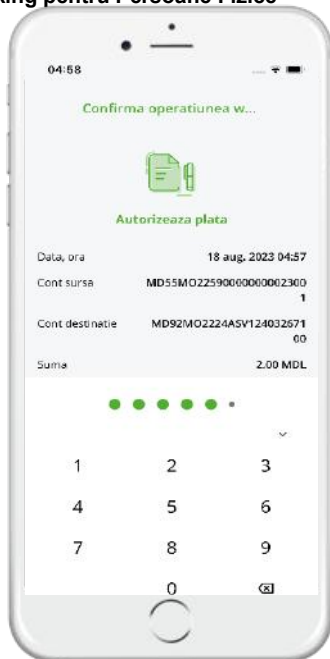 pentru Persoane Fizice
04:58
Confirma operatiunea w...
Autorizeaza plata
Data, ora 18 aug. 2023 04:57
Cont sursa MD55MO22590000000002300
1
Cont destinatie MD92MO2224ASV124032671
00
Suma 2.00 MDL
1 2 3
4 5 6
7 8 9
0